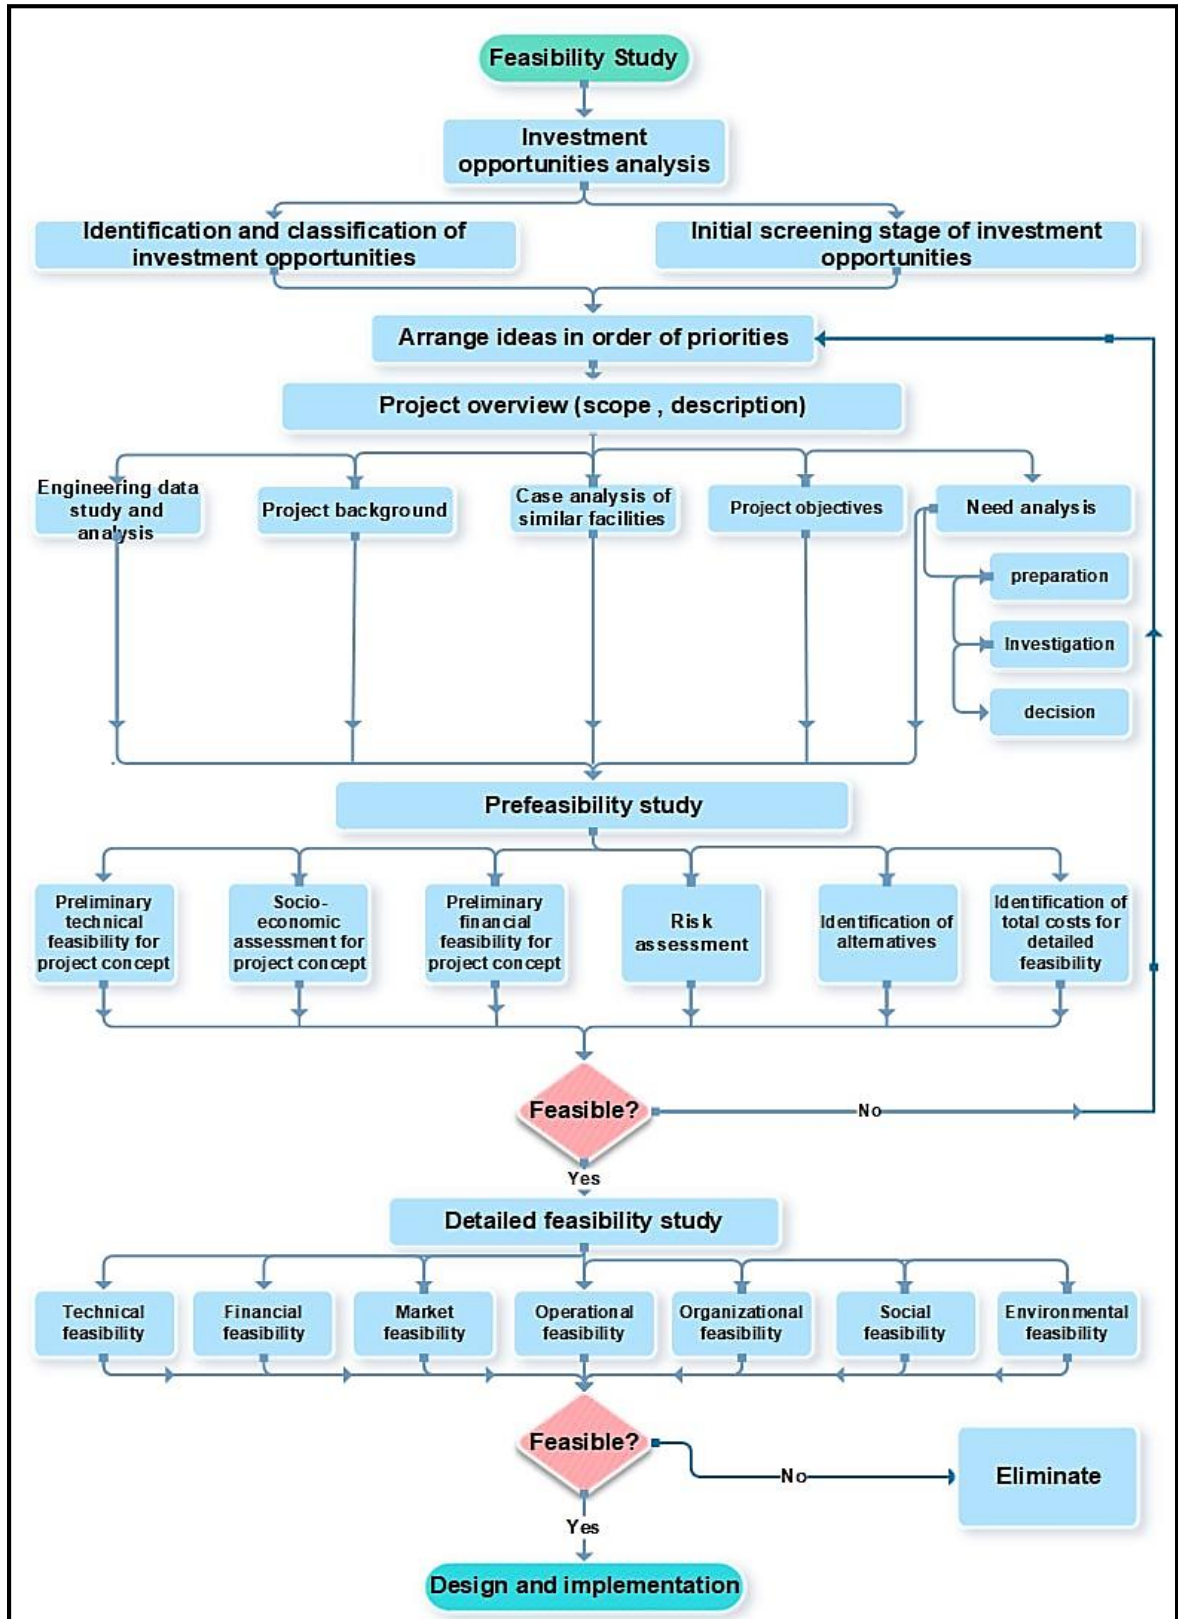 Feasibility Study
Investment
opportunities analysis
Identification and classification of
investment opportunities
Initial screening stage of investment
opportunities
Arrange ideas in order of priorities
Project overview (scope , description)
Engineering data
study and
analysis
Project background
Case analysis of
similar facilities
Project objectives
Need analysis
preparation
Investigation
decision
Prefeasibility study
Preliminary
technical
feasibility for
project concept
Socio-
economic
assessment for
project concept
Preliminary
financial
feasibility for
project concept
Risk
assessment
Identification of
alternatives
Identification of
total costs for
detailed
feasibility
Feasible?
No
Yes
Detailed feasibility study
Technical
feasibility
Financial
feasibility
Market
feasibility
Operational
feasibility
Organizational
feasibility
Social
feasibility
Environmental
feasibility
Feasible?
No
Eliminate
Yes
Design and implementation